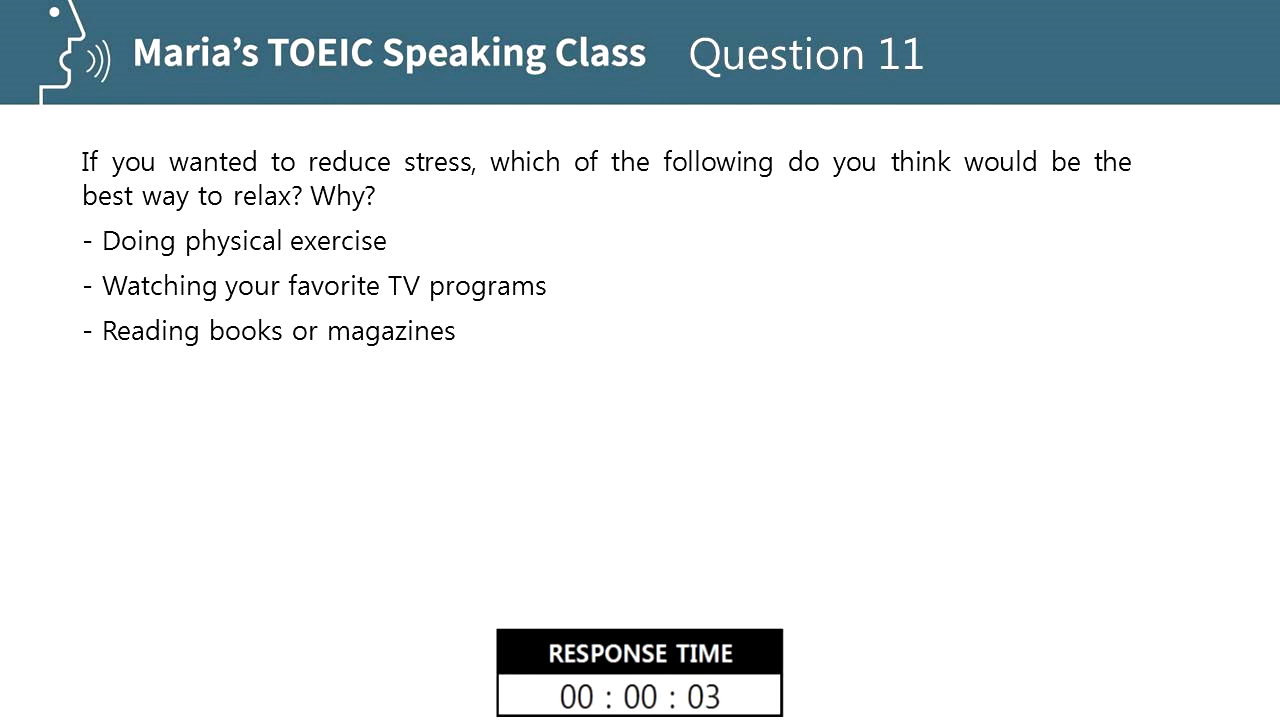 Maria’s TOEIC Speaking Class Question 11
If you wanted to reduce stress, which of the following do you think would be the
best way to relax? Why?
- Doing physical exercise
- Watching your favorite TV programs
- Reading books or magazines
RESPONSE TIME
00 : 00 : 03